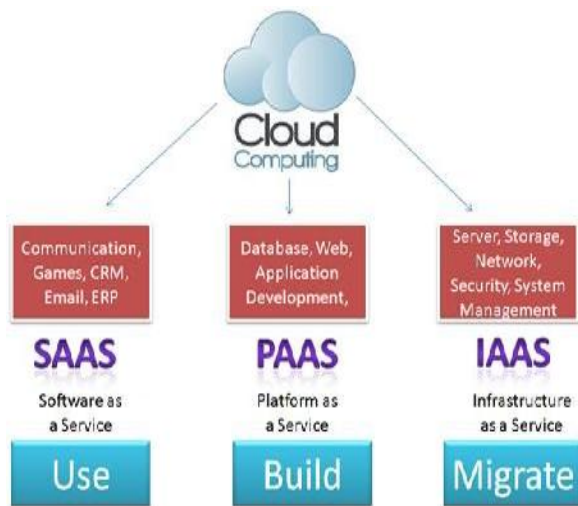 Cloud
Computing
Communication,
Games, CRM,
Email, ERP
Database, Web,
Application
Development,
Server, Storage,
Network,
Security, System
Management
SAAS
PAAS
IAAS
Software as
a Service
Platform as
a Service
Infrastructure
as a Service
Use
Build
Migrate